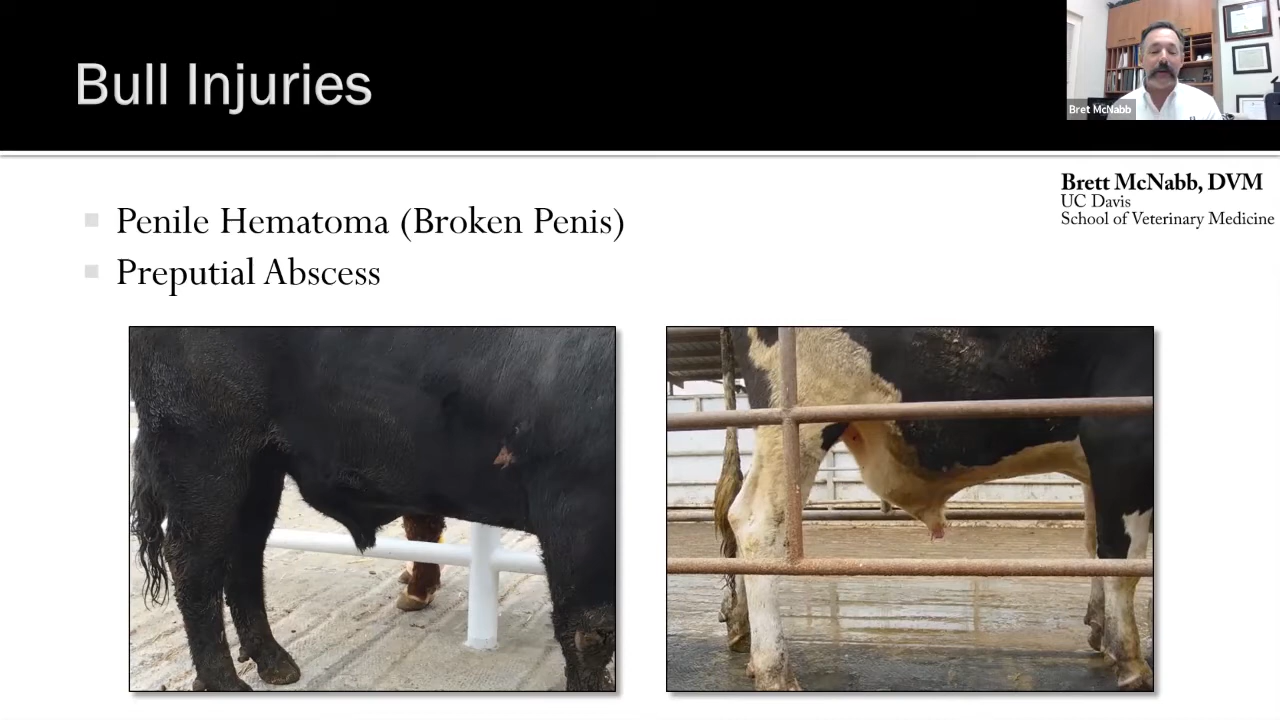 Bull Injuries
Bret McNabb
Brett McNabb, DVM
UC Davis
School of Veterinary Medicine
Penile Hematoma (Broken Penis)
Preputial Abscess